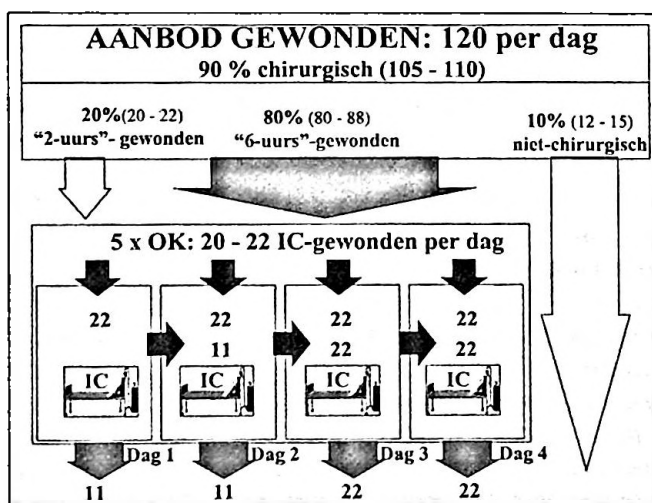 AANBOD GEWONDEN: 120 per dag
90 % chirurgisch (105 - 110)
20%(20 - 22) 80% (80 - 88) 10% (12 - 15)
“2-uurs”- gewonden “6-uurs”-gewonden niet-chirurgisch
5 x OK: 20 - 22 IC-gewonden per dag
22 22 22 22
11 22 22
IC IC IC IC
Dag 1 Dag 2 Dag 3 Dag 4
11 11 22 22